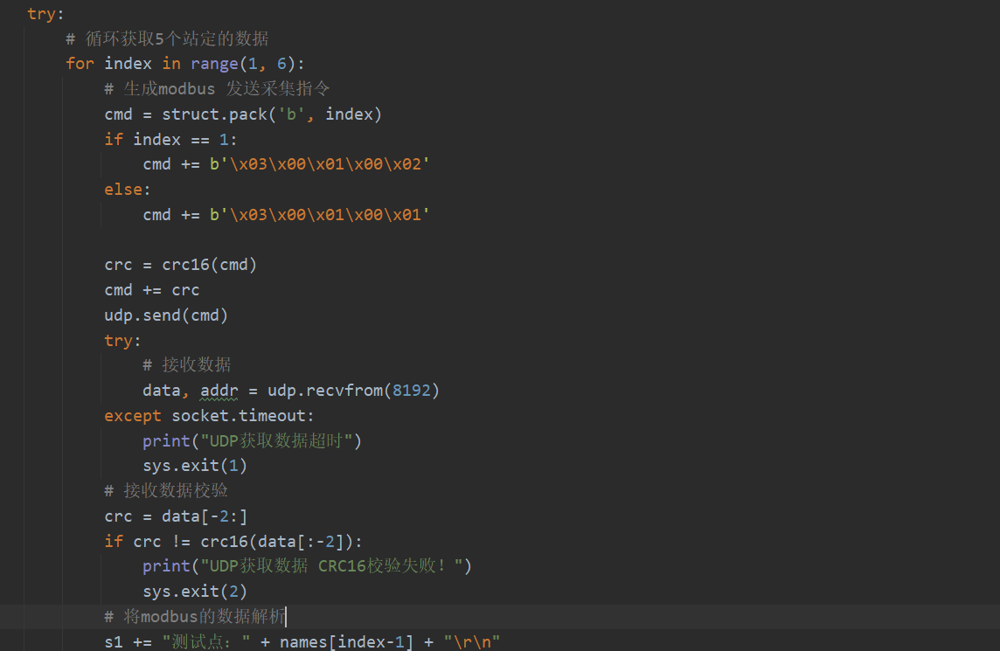 try:
# 循环获取5个站定的数据
for index in range(1, 6):
# 生成modbus 发送采集指令
cmd = struct.pack('b', index)
if index == 1:
cmd += b'\x03\x00\x01\x00\x02'
else:
cmd += b'\x03\x00\x01\x00\x01'
crc = crc16(cmd)
cmd += crc
udp.send(cmd)
try:
# 接收数据
data, addr = udp.recvfrom(8192)
except socket.timeout:
print("UDP获取数据超时")
sys.exit(1)
# 接收数据校验
crc = data[-2:]
if crc != crc16(data[:-2]):
print("UDP获取数据 CRC16校验失败！")
sys.exit(2)
# 将modbus的数据解析
s1 += "测试点：" + names[index-1] + "\r\n"